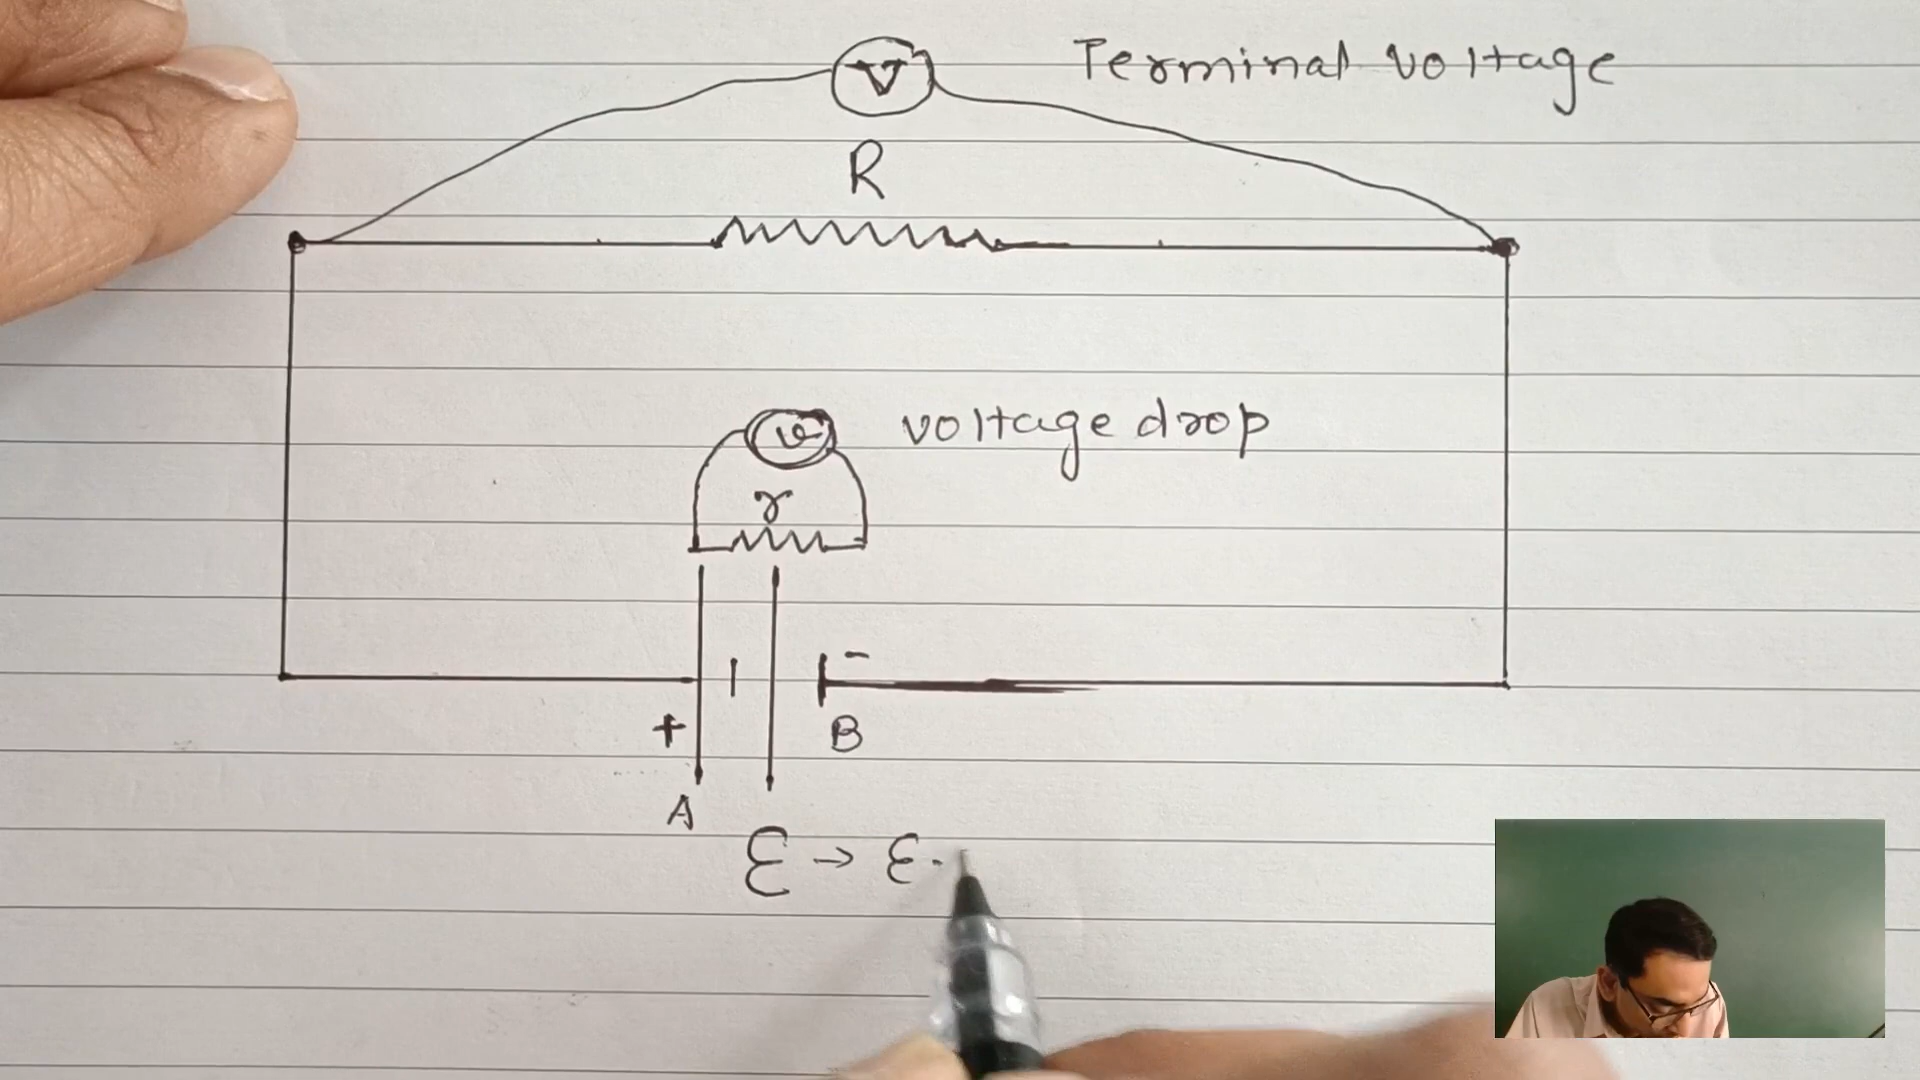 V Terminal voltage
R
v voltage drop
r
-
+ B
A
ε → ε.